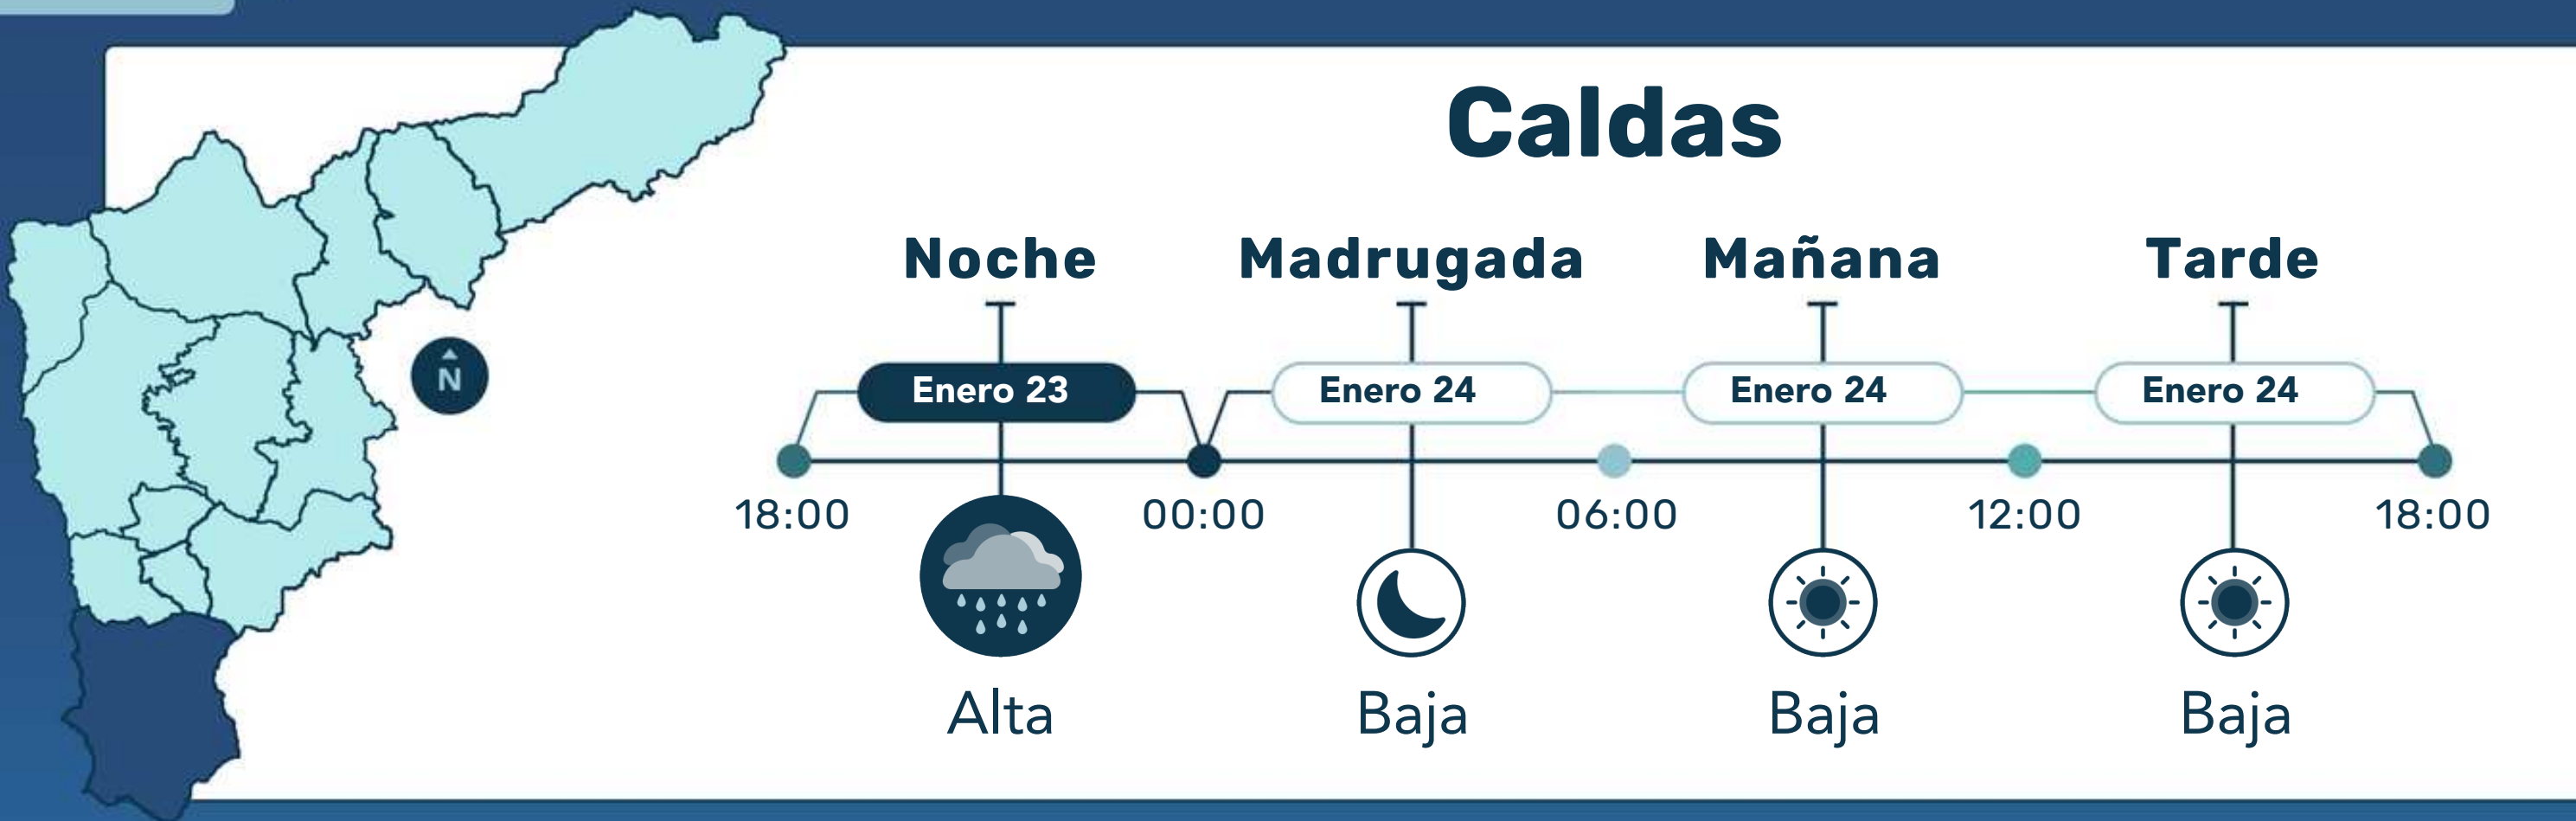 Caldas
Noche Madrugada Mañana Tarde
N
Enero 23 Enero 24 Enero 24 Enero 24
18:00 00:00 06:00 12:00 18:00
Alta Baja Baja Baja